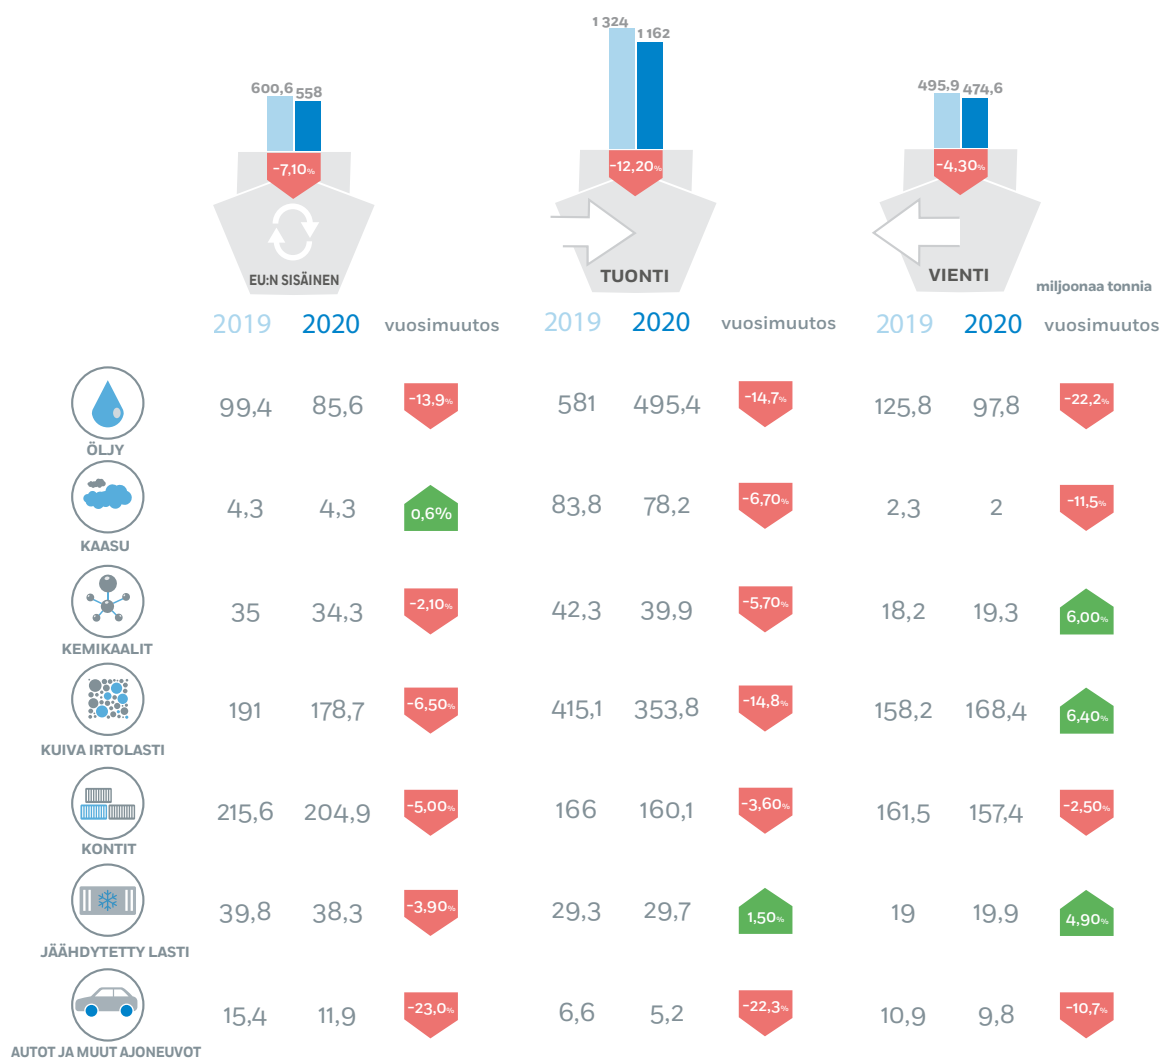 600,6 558
1 324 1 162
495,9 474,6
-7,10%
-12,20%
-4,30%
EU:N SISÄINEN
TUONTI
VIENTI
miljoonaa tonnia
2019 2020 vuosimuutos 2019 2020 vuosimuutos 2019 2020 vuosimuutos
99,4 85,6 -13,9% 581 495,4 -14,7% 125,8 97,8 -22,2%
ÖLJY
4,3 4,3 0,6% 83,8 78,2 -6,70% 2,3 2 -11,5%
KAASU
35 34,3 -2,10% 42,3 39,9 -5,70% 18,2 19,3 6,00%
KEMIKAALIT
191 178,7 -6,50% 415,1 353,8 -14,8% 158,2 168,4 6,40%
KUIVA IRTOLASTI
215,6 204,9 -5,00% 166 160,1 -3,60% 161,5 157,4 -2,50%
KONTIT
39,8 38,3 -3,90% 29,3 29,7 1,50% 19 19,9 4,90%
JÄÄHDYTETTY LASTI
15,4 11,9 -23,0% 6,6 5,2 -22,3% 10,9 9,8 -10,7%
AUTOT JA MUUT AJONEUVOT